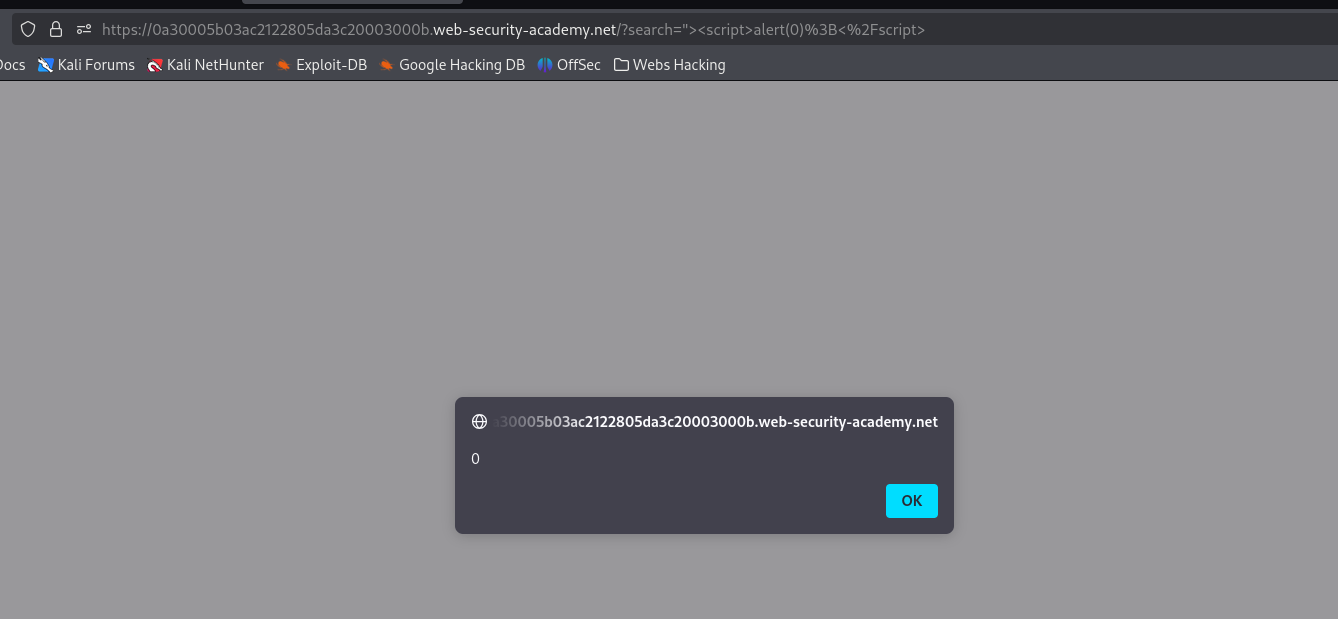 https://0a30005b03ac2122805da3c20003000b.web-security-academy.net/?search="><script>alert(0)%3B<%2Fscript>
Docs Kali Forums Kali NetHunter Exploit-DB Google Hacking DB OffSec Webs Hacking
a30005b03ac2122805da3c20003000b.web-security-academy.net
0
OK